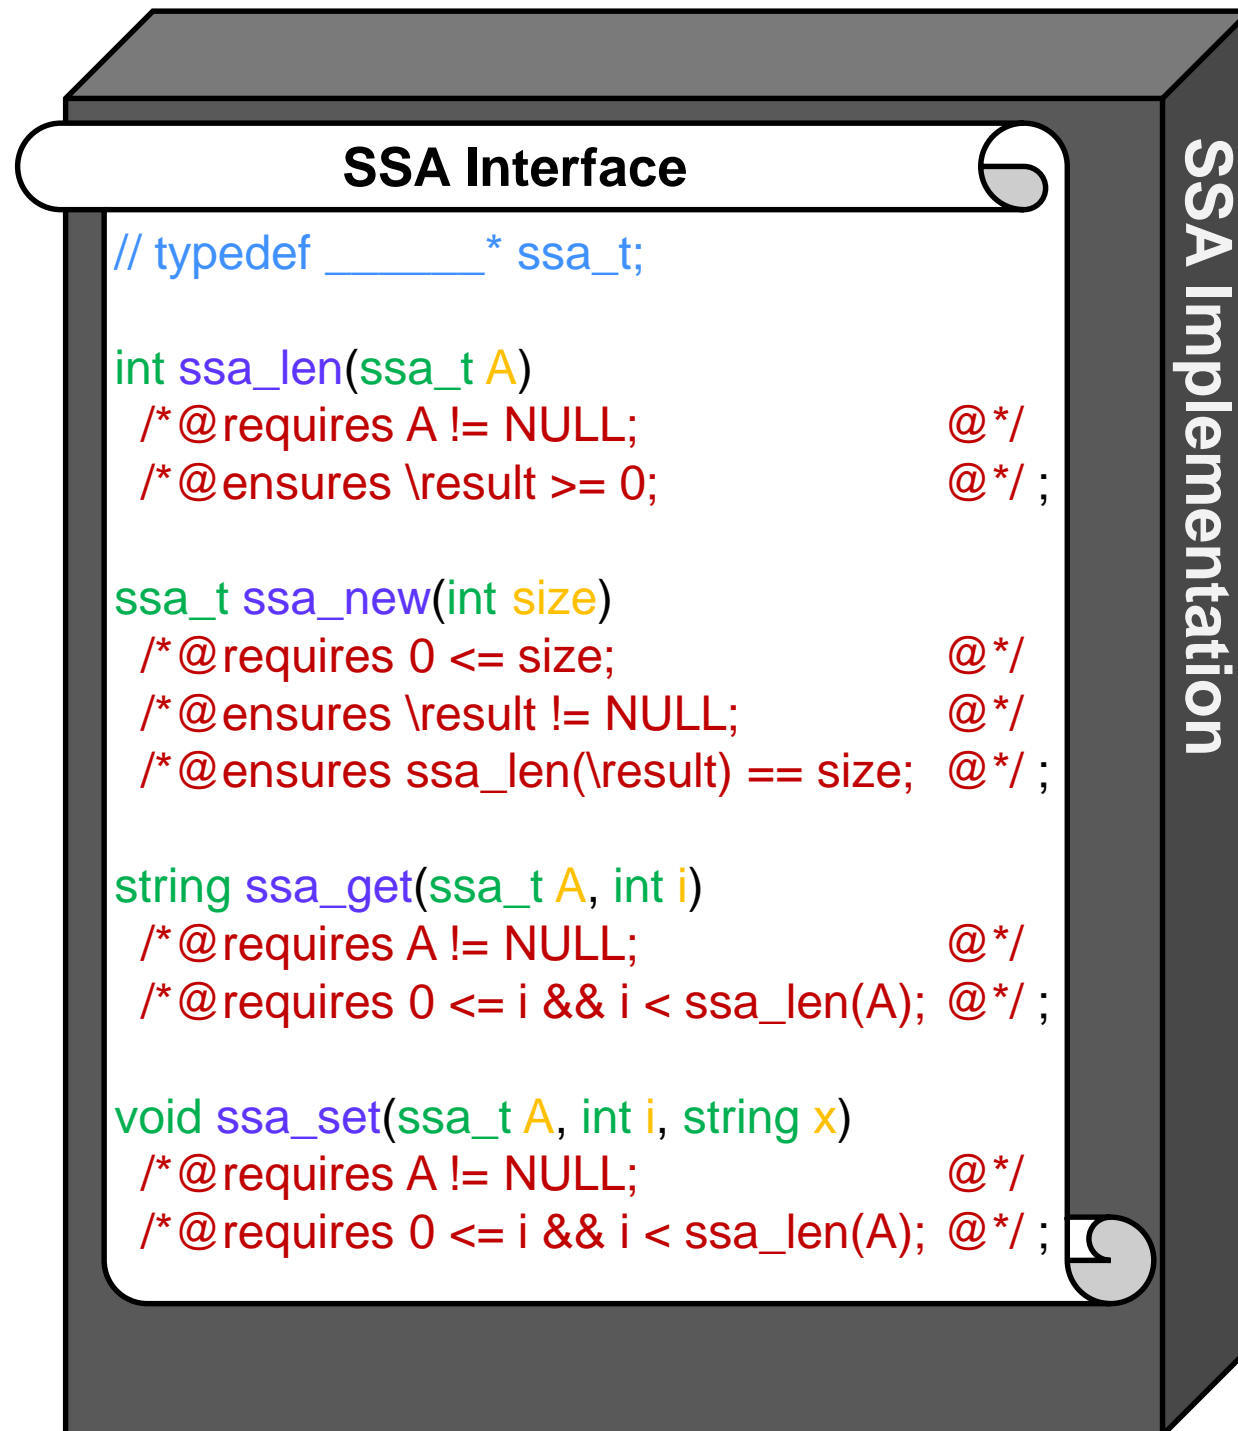 SSA Interface
// typedef ______* ssa_t;
int ssa_len(ssa_t A)
/*@requires A != NULL; @*/
/*@ensures \result >= 0; @*/ ;
ssa_t ssa_new(int size)
/*@requires 0 <= size; @*/
/*@ensures \result != NULL; @*/
/*@ensures ssa_len(\result) == size; @*/ ;
string ssa_get(ssa_t A, int i)
/*@requires A != NULL; @*/
/*@requires 0 <= i && i < ssa_len(A); @*/ ;
void ssa_set(ssa_t A, int i, string x)
/*@requires A != NULL; @*/
/*@requires 0 <= i && i < ssa_len(A); @*/ ;
SSA Implementation